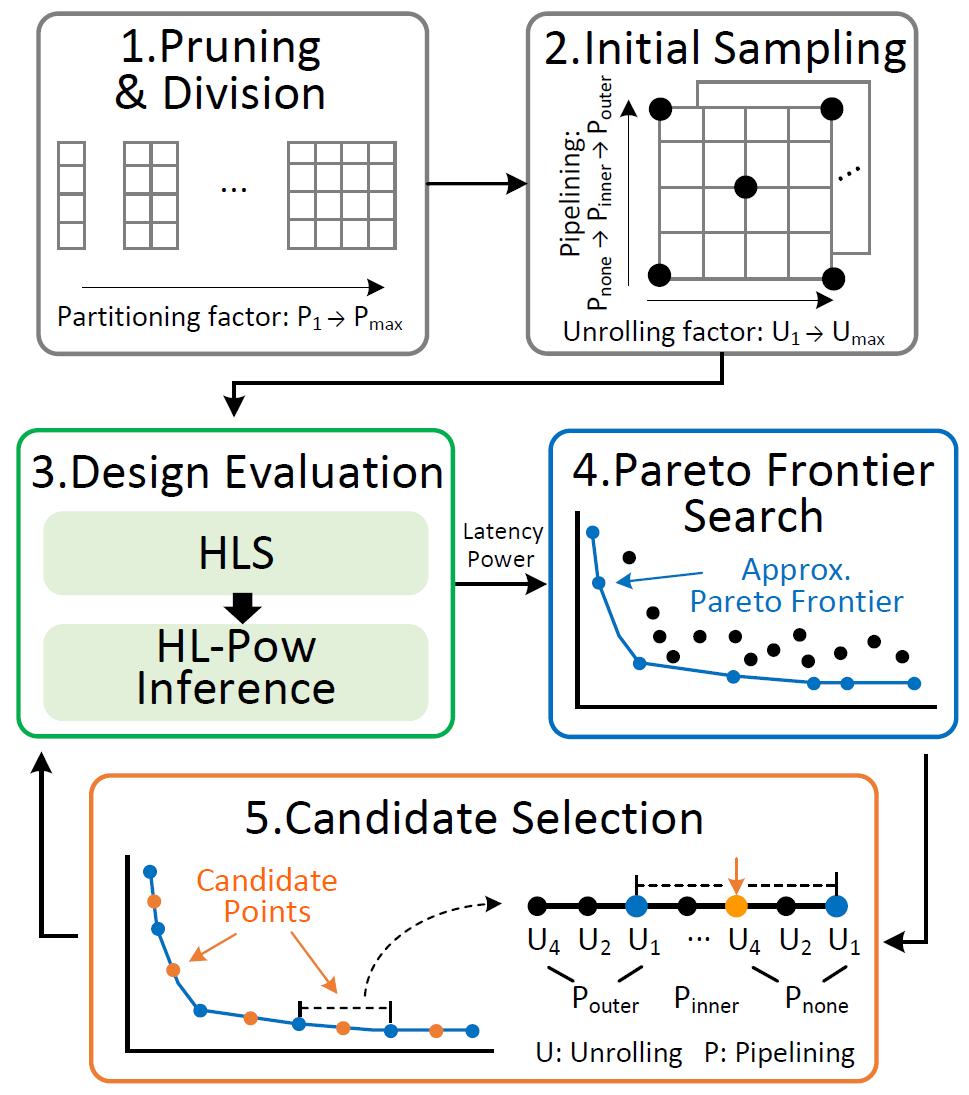 1.Pruning
& Division
...
Partitioning factor: P1 → Pmax
2.Initial Sampling
Pipelining:
Pnone → Pinner → Pouter
...
Unrolling factor: U1 → Umax
3.Design Evaluation
HLS
HL-Pow
Inference
Latency
Power
4.Pareto Frontier
Search
Approx.
Pareto Frontier
5.Candidate Selection
Candidate
Points
U4 U2 U1 ... U4 U2 U1
Pouter Pinner Pnone
U: Unrolling P: Pipelining